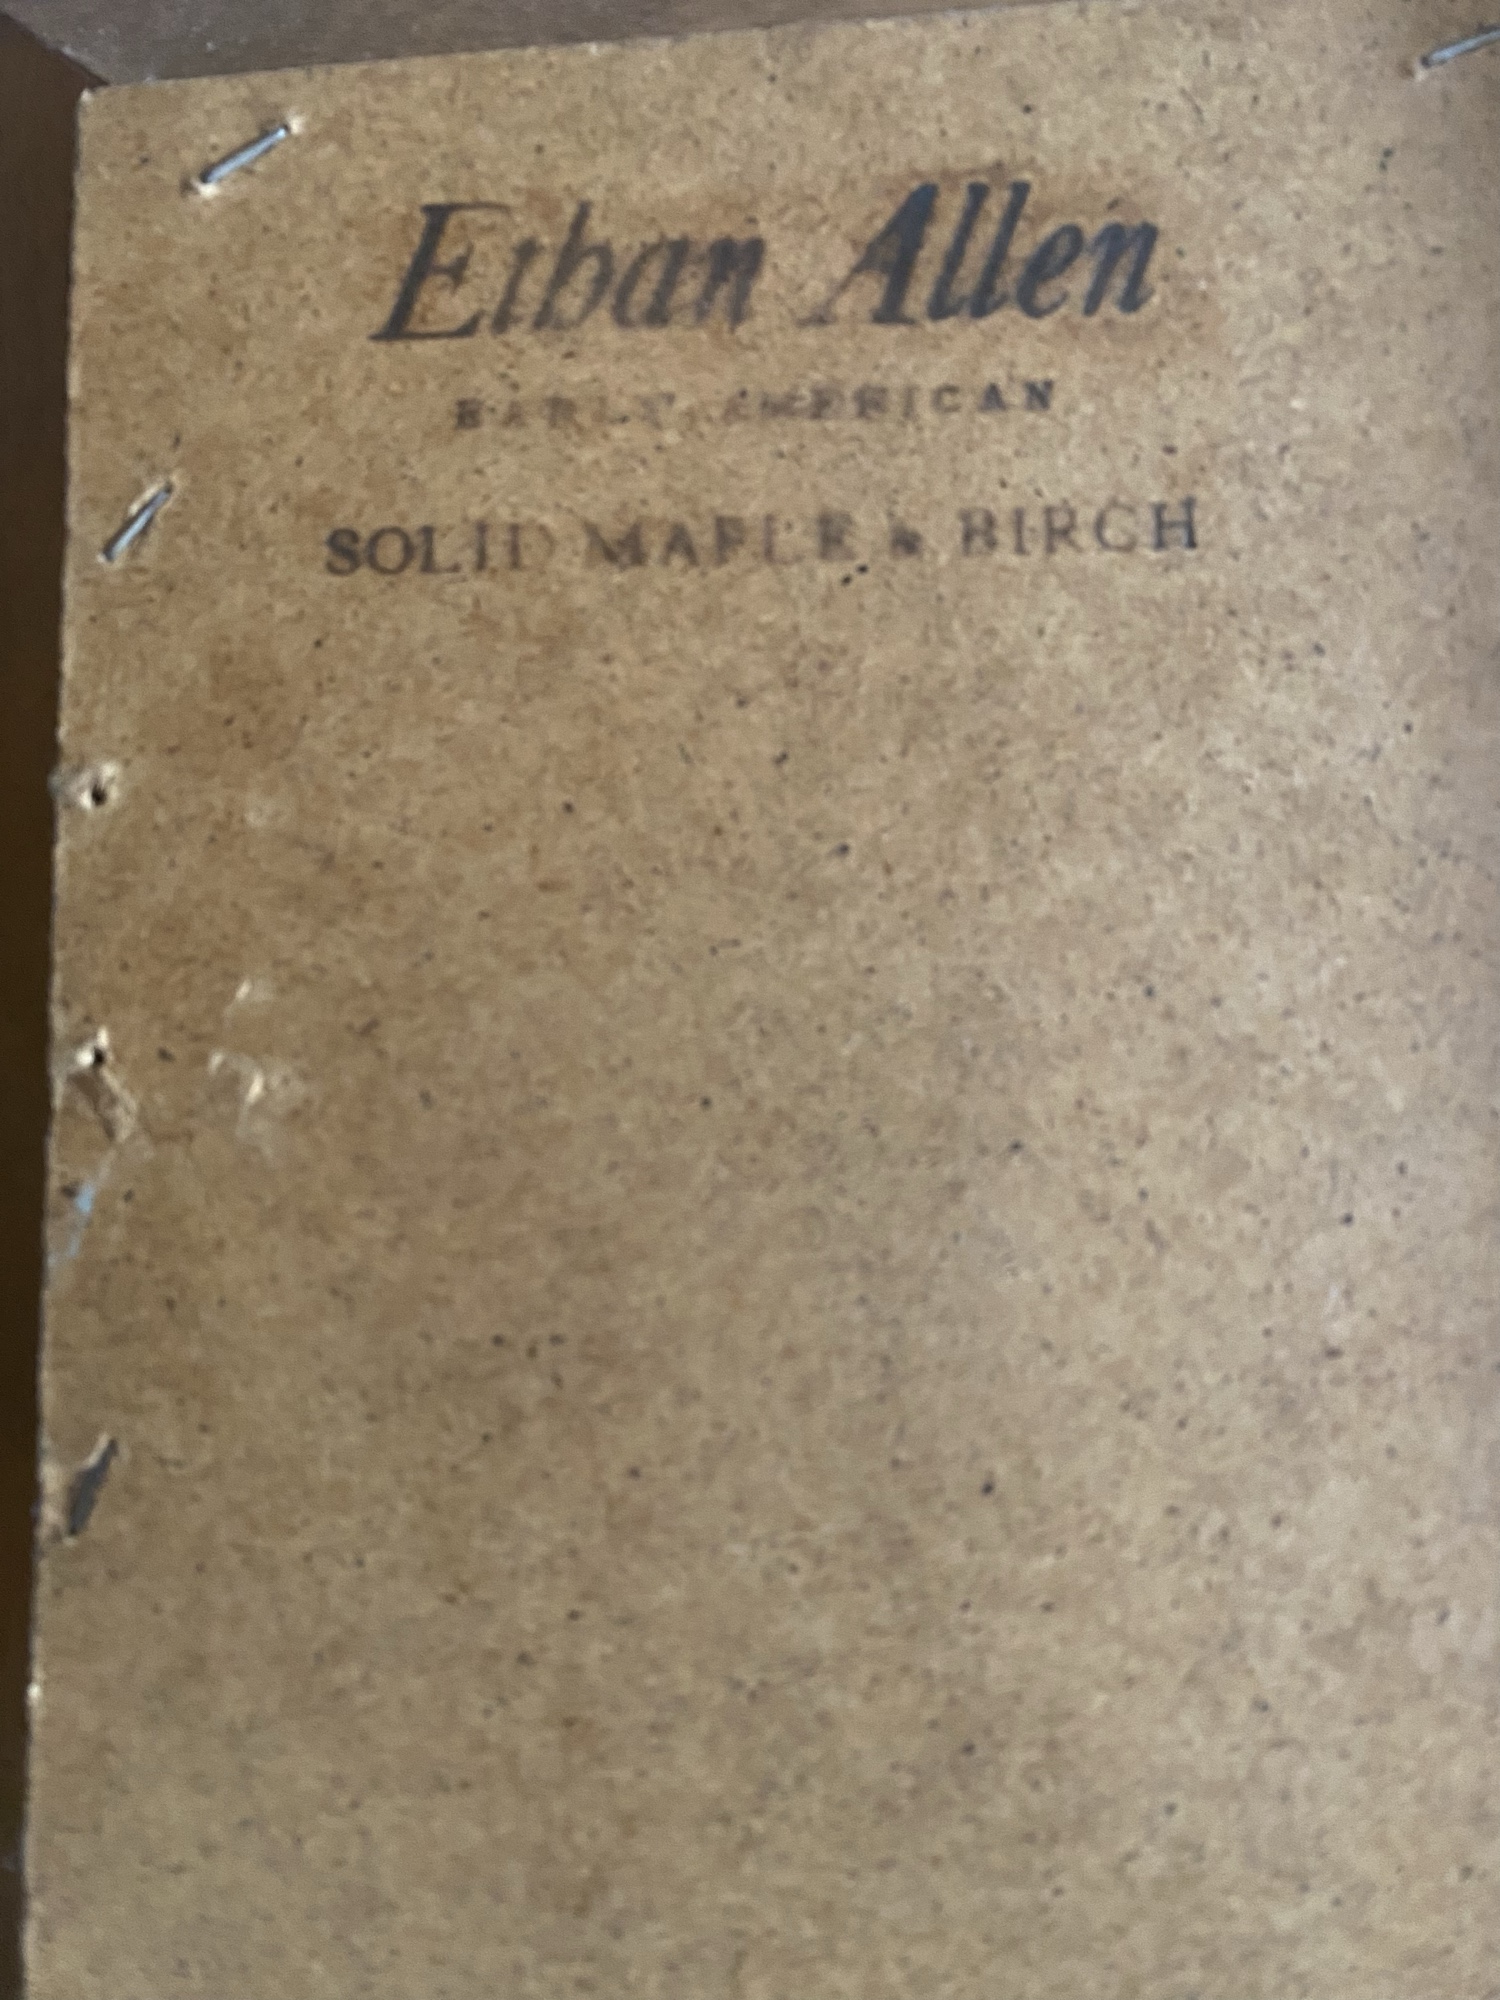 Ethan Allen
EARLY AMERICAN
SOLID MAPLE & BIRCH